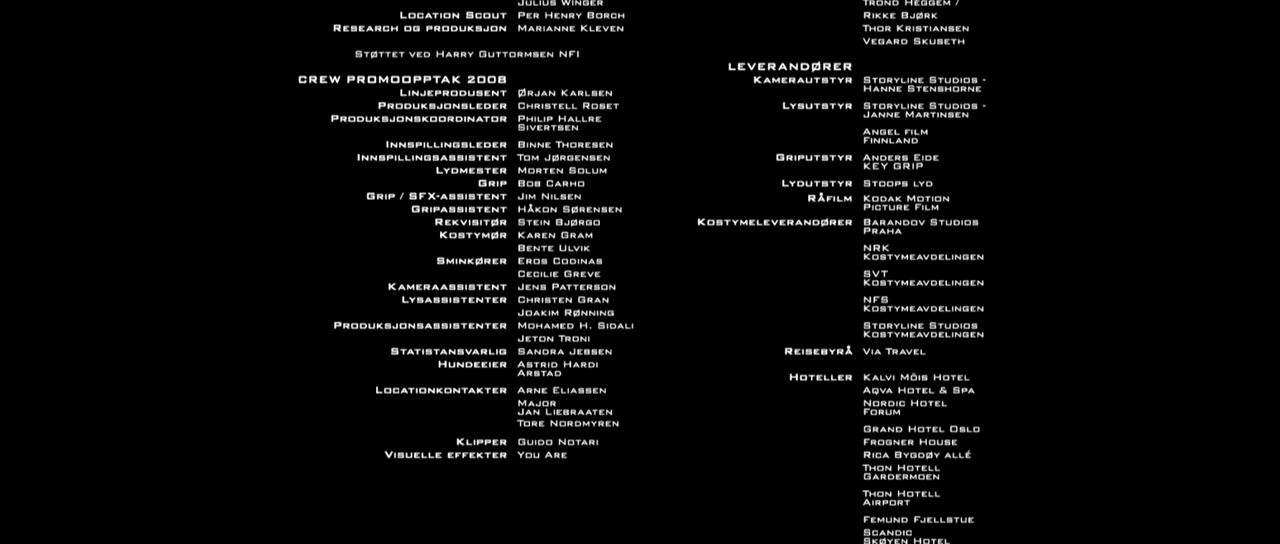 Julius Winger
Location Scout Per Henry Borch
Research og produksjon Marianne Kleven
Støttet ved Harry Guttormsen NFI
CREW PROMOOPPTAK 2008
Linjeprodusent Ørjan Karlsen
Produksjonsleder Christell Roset
Produksjonskoordinator Philip Hallre
Sivertsen
Innspillingsleder Binne Thoresen
Innspillingsassistent Tom Jørgensen
Lydmester Morten Solum
Grip Bob Carho
Grip / SFX-assistent Jim Nilsen
Gripassistent Håkon Sørensen
Rekvisitør Stein Bjørgo
Kostymør Karen Gram
Bente Ulvik
Sminkører Eros Codinas
Cecilie Greve
Kameraassistent Jens Patterson
Lysassistenter Christen Gran
Joakim Rønning
Produksjonsassistenter Mohamed H. Sidali
Jeton Troni
Statistansvarlig Sandra Jebsen
Hundeeier Astrid Hardi
Arstad
Locationkontakter Arne Eliassen
Major
Jan Liebraaten
Tore Nordmyren
Klipper Guido Notari
Visuelle effekter You Are
Trond Heggem /
Rikke Bjørk
Thor Kristiansen
Vegard Skuseth
LEVERANDØRER
Kamerautstyr Storyline Studios -
Hanne Stenshorne
Lysutstyr Storyline Studios -
Janne Martinsen
Angel film
Finnland
Griputstyr Anders Eide
KEY GRIP
Lydutstyr Stoops lyd
Råfilm Kodak Motion
Picture Film
Kostymeleverandører Barandov Studios
Praha
NRK
Kostymeavdelingen
SVT
Kostymeavdelingen
NFS
Kostymeavdelingen
Storyline Studios
Kostymeavdelingen
Reisebyrå Via Travel
Hoteller Kalvi Mõis Hotel
Aqva Hotel & Spa
Nordic Hotel
Forum
Grand Hotel Oslo
Frogner House
Rica Bygdøy allé
Thon Hotell
Gardermoen
Thon Hotell
Airport
Femund Fjellstue
Scandic
Skøyen Hotel